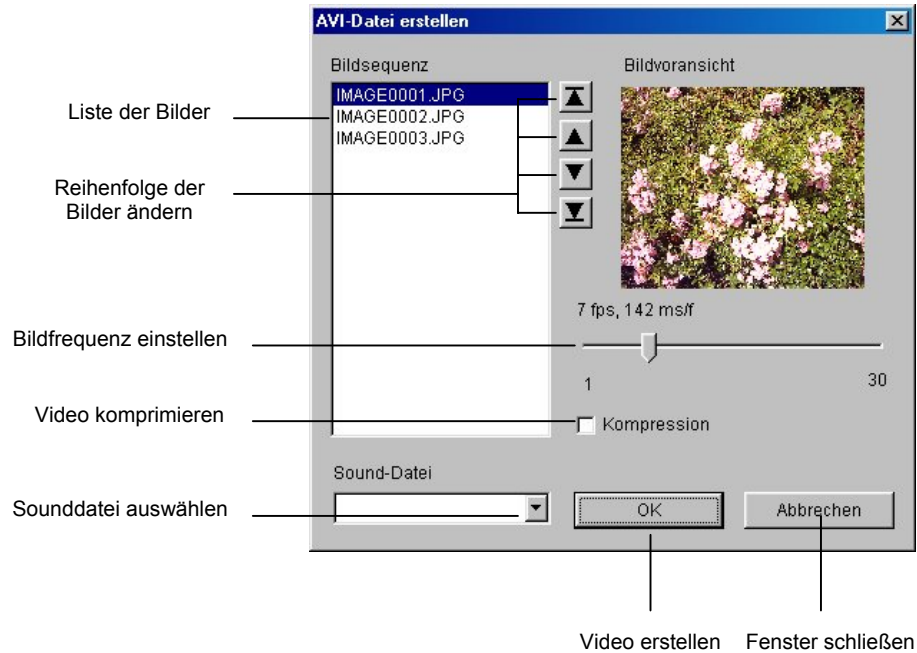 AVI-Datei erstellen
Bildsequenz
Bildvoransicht
IMAGE0001.JPG
IMAGE0002.JPG
IMAGE0003.JPG
Liste der Bilder
Reihenfolge der
Bilder ändern
7 fps, 142 ms/f
Bildfrequenz einstellen
1
30
Video komprimieren
Kompression
Sound-Datei
Sounddatei auswählen
OK
Abbrechen
Video erstellen
Fenster schließen